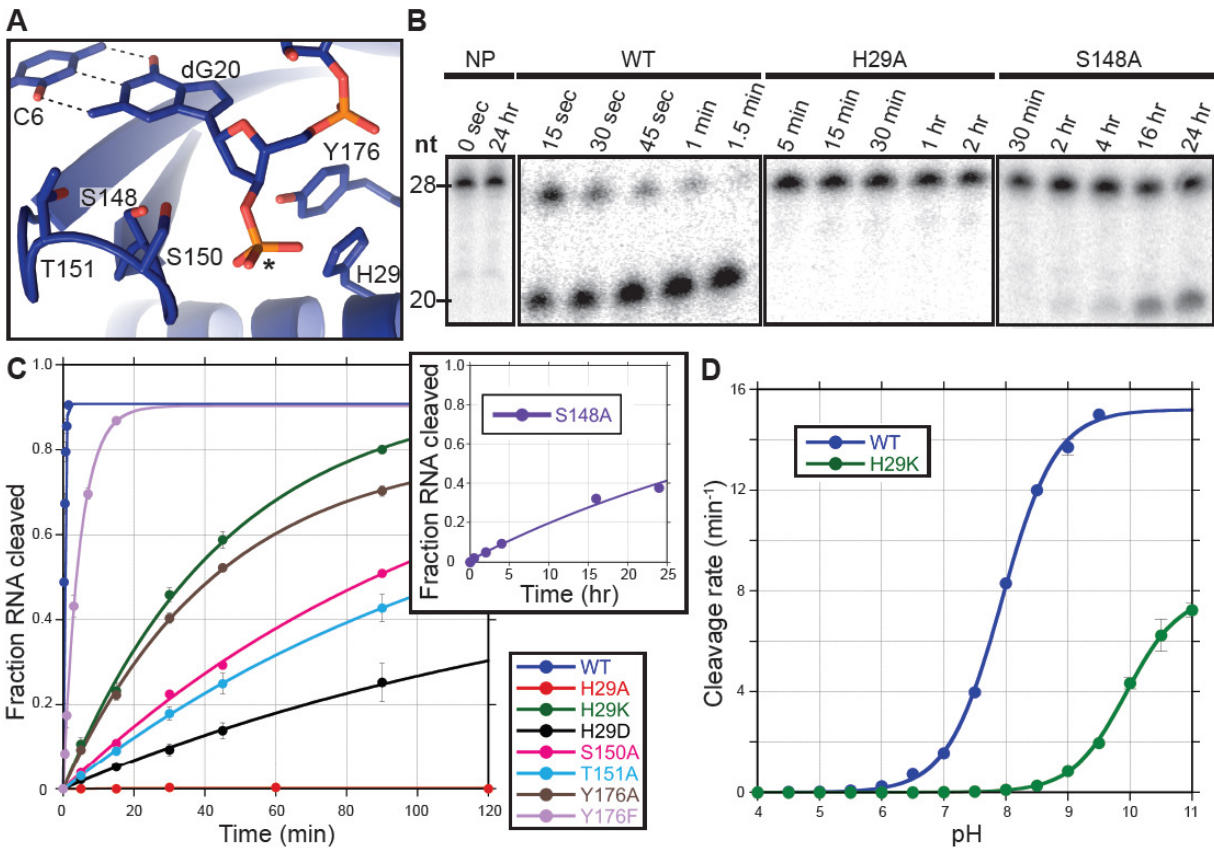 A
dG20
C6
Y176
S148
S150
T151
H29
*
B
NP WT H29A S148A
0 sec 24 hr 15 sec 30 sec 45 sec 1 min 1.5 min 5 min 15 min 30 min 1 hr 2 hr 30 min 2 hr 4 hr 16 hr 24 hr
nt
28
20
C
Fraction RNA cleaved
1.0
0.8
0.6
0.4
0.2
0
0 20 40 60 80 100 120
Time (min)
Fraction RNA cleaved
1.0
0.8
0.6
0.4
0.2
0
S148A
0 5 10 15 20 25
Time (hr)
WT
H29A
H29K
H29D
S150A
T151A
Y176A
Y176F
D
Cleavage rate (min⁻¹)
16
12
8
4
0
WT
H29K
4 5 6 7 8 9 10 11
pH